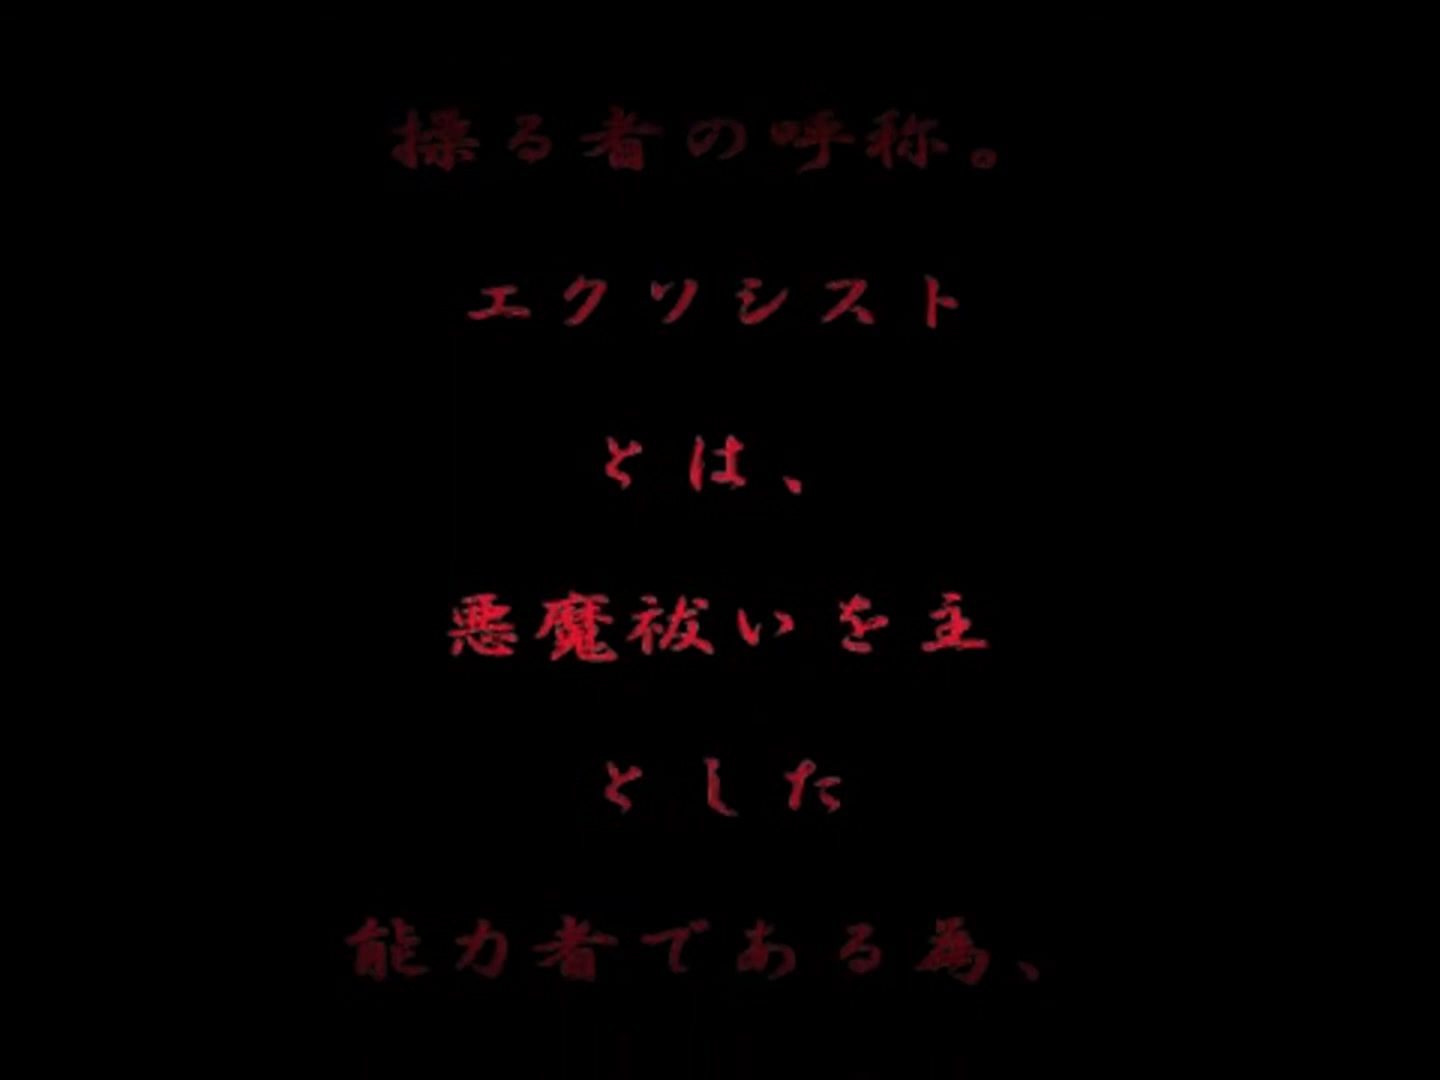 操る者の呼称。
エクソシスト
とは、
悪魔祓いを主
とした
能力者である為、